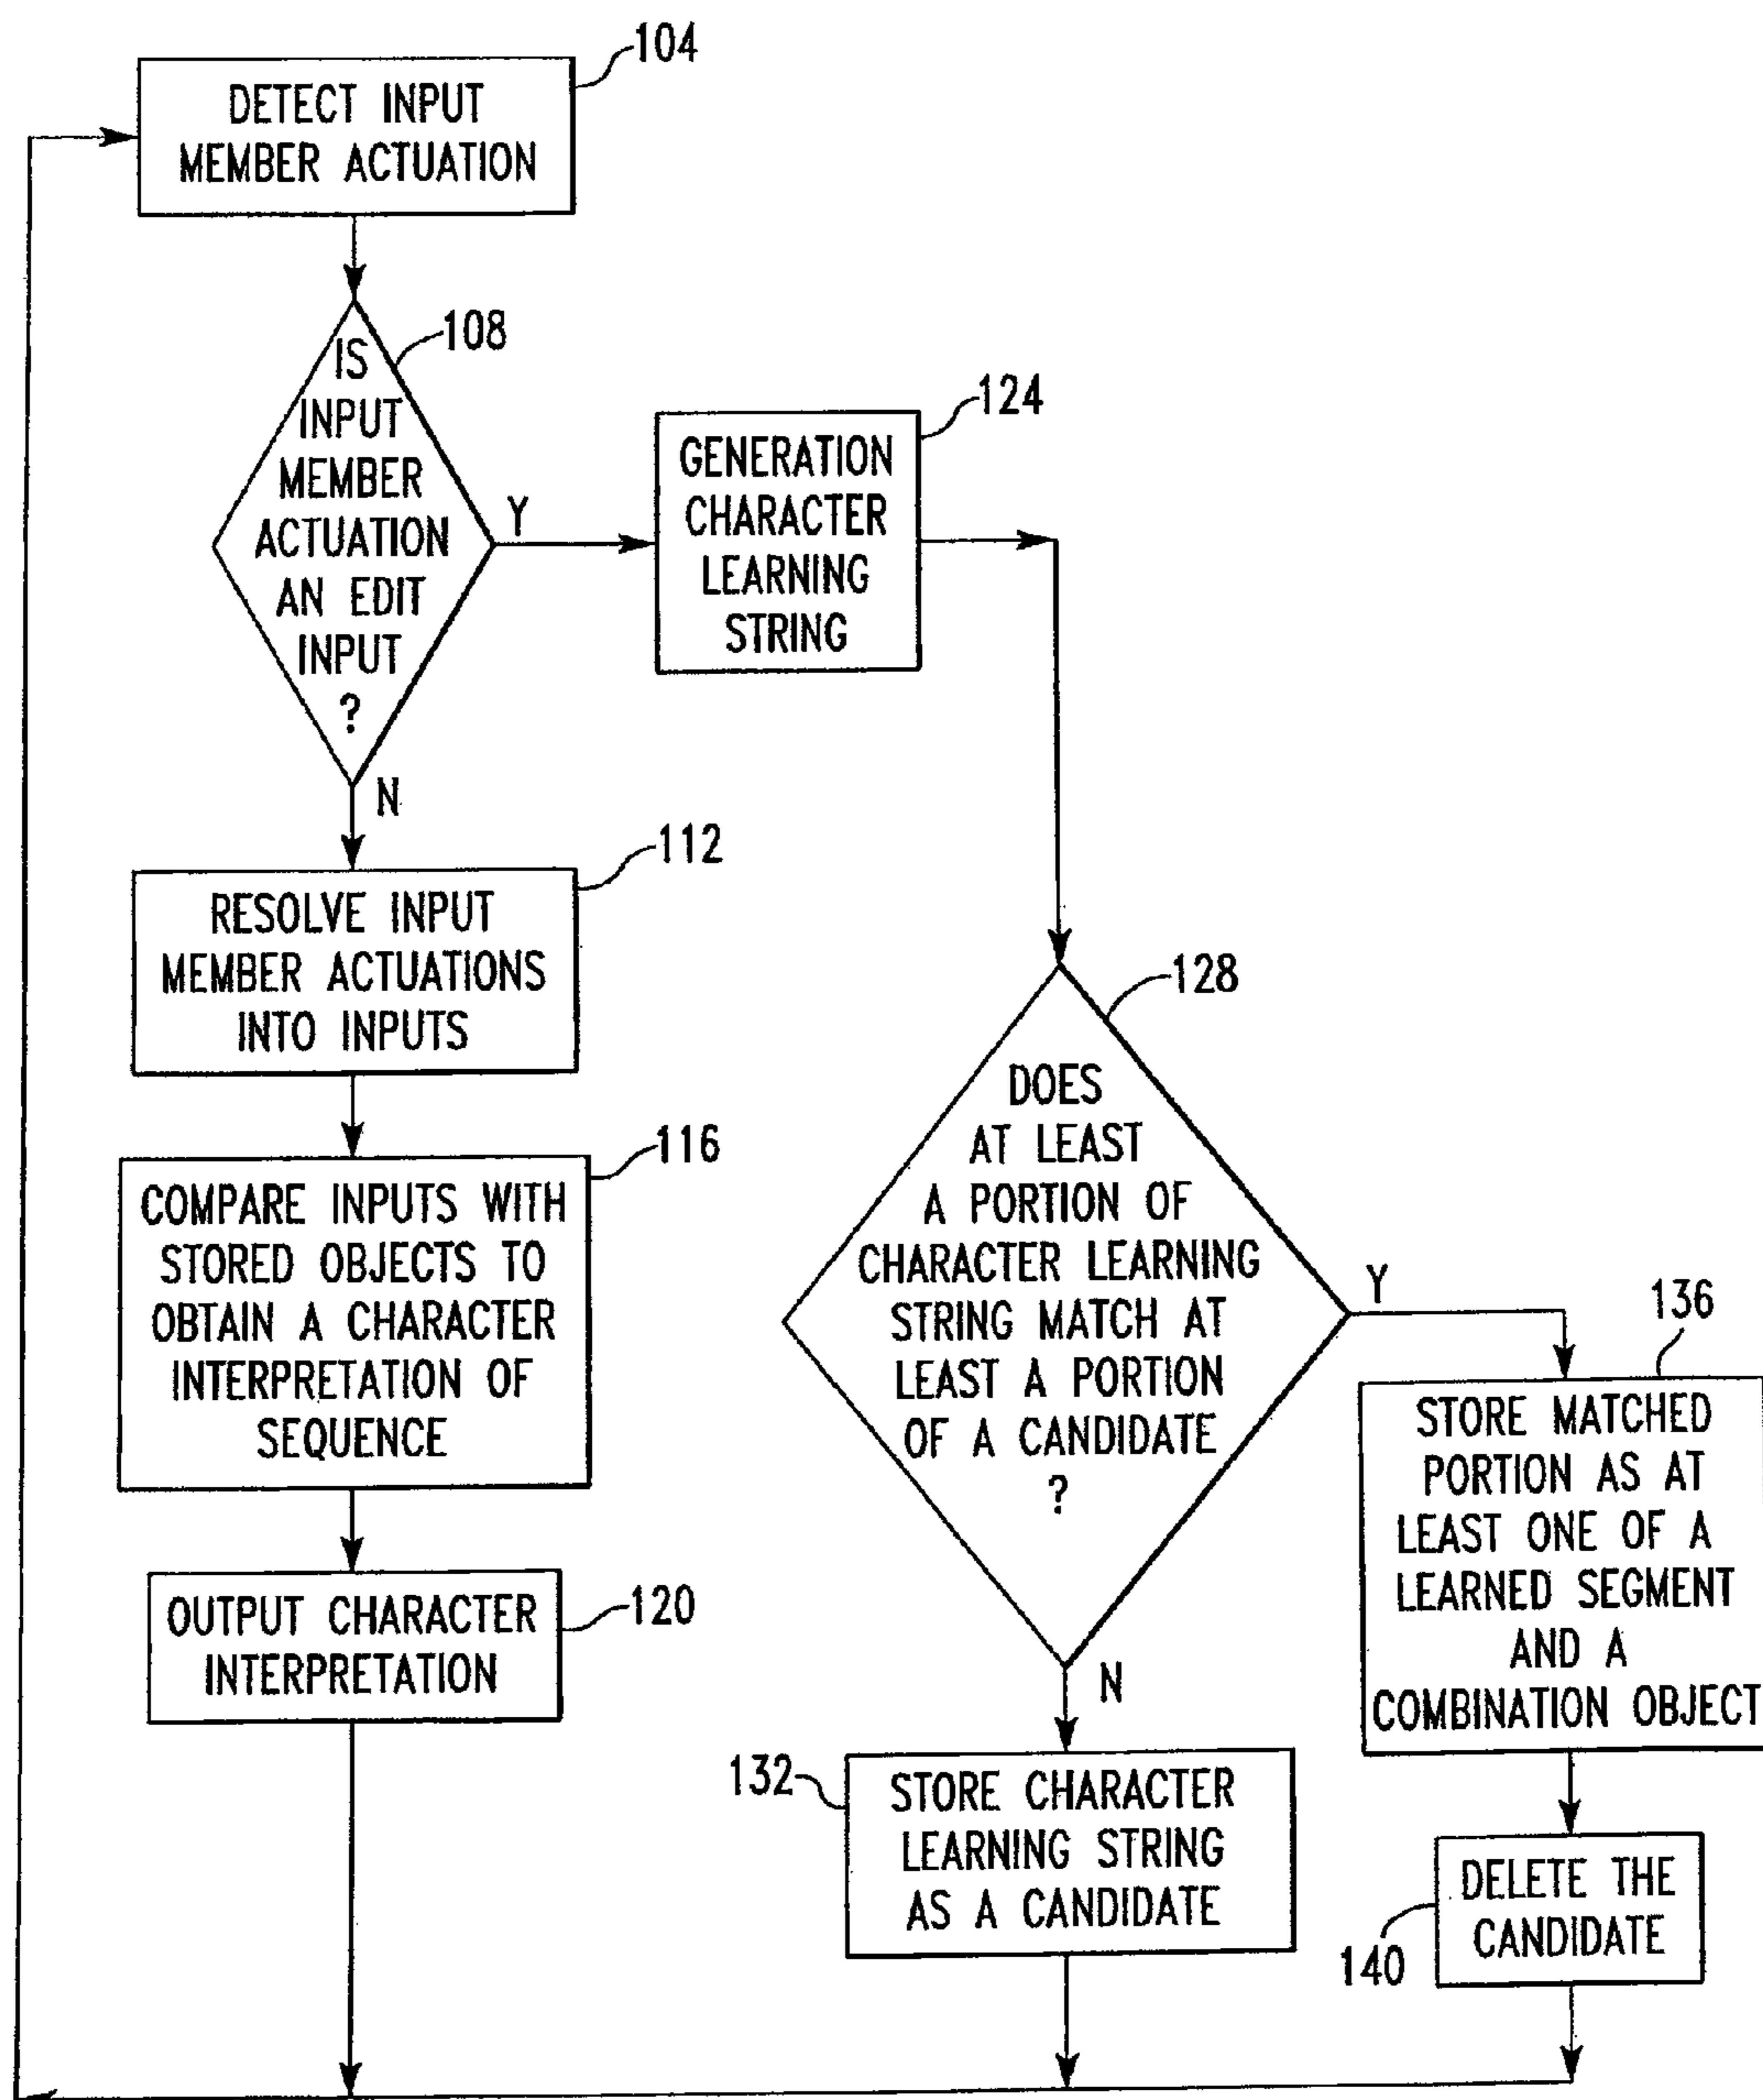 104
DETECT INPUT
MEMBER ACTUATION
108
IS
INPUT
MEMBER
ACTUATION
AN EDIT
INPUT
?
Y
N
124
GENERATION
CHARACTER
LEARNING
STRING
112
RESOLVE INPUT
MEMBER ACTUATIONS
INTO INPUTS
116
COMPARE INPUTS WITH
STORED OBJECTS TO
OBTAIN A CHARACTER
INTERPRETATION OF
SEQUENCE
120
OUTPUT CHARACTER
INTERPRETATION
128
DOES
AT LEAST
A PORTION OF
CHARACTER LEARNING
STRING MATCH AT
LEAST A PORTION
OF A CANDIDATE
?
Y
N
132
STORE CHARACTER
LEARNING STRING
AS A CANDIDATE
136
STORE MATCHED
PORTION AS AT
LEAST ONE OF A
LEARNED SEGMENT
AND A
COMBINATION OBJECT
140
DELETE THE
CANDIDATE